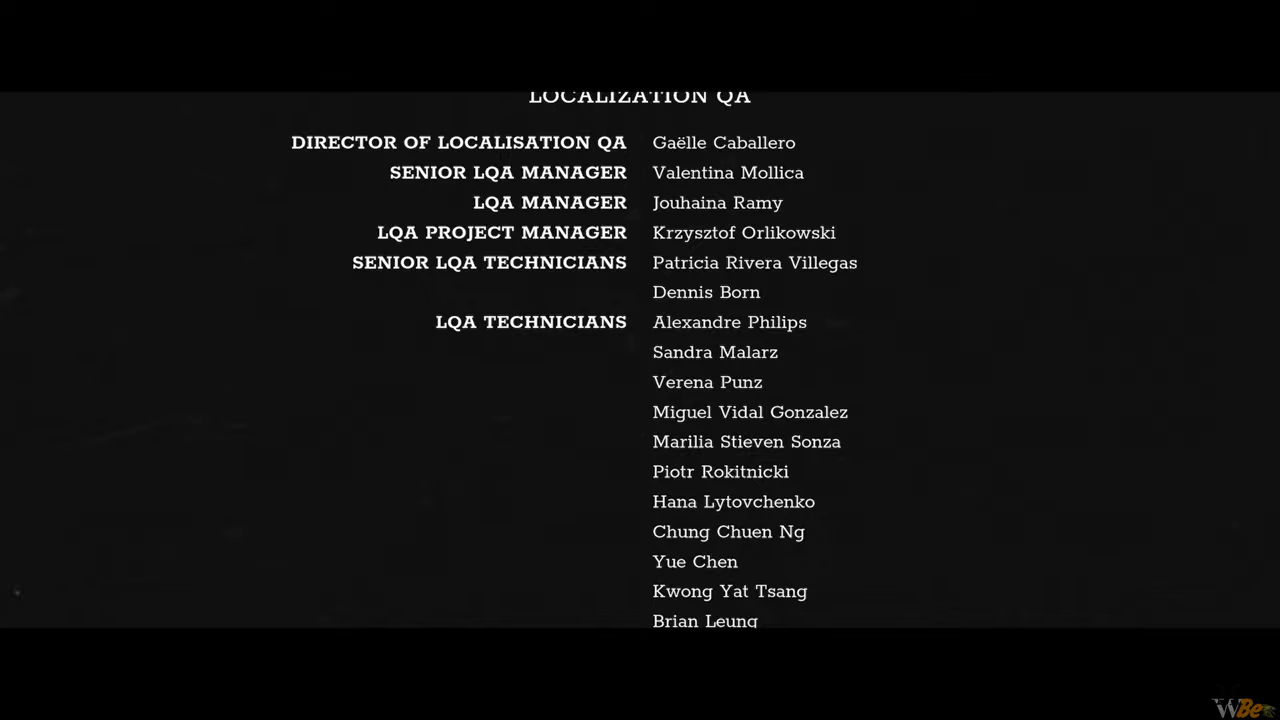 LOCALIZATION QA
DIRECTOR OF LOCALISATION QA Gaëlle Caballero
SENIOR LQA MANAGER Valentina Mollica
LQA MANAGER Jouhaina Ramy
LQA PROJECT MANAGER Krzysztof Orlikowski
SENIOR LQA TECHNICIANS Patricia Rivera Villegas
Dennis Born
LQA TECHNICIANS Alexandre Philips
Sandra Malarz
Verena Punz
Miguel Vidal Gonzalez
Marilia Stieven Sonza
Piotr Rokitnicki
Hana Lytovchenko
Chung Chuen Ng
Yue Chen
Kwong Yat Tsang
Brian Leung
WBe